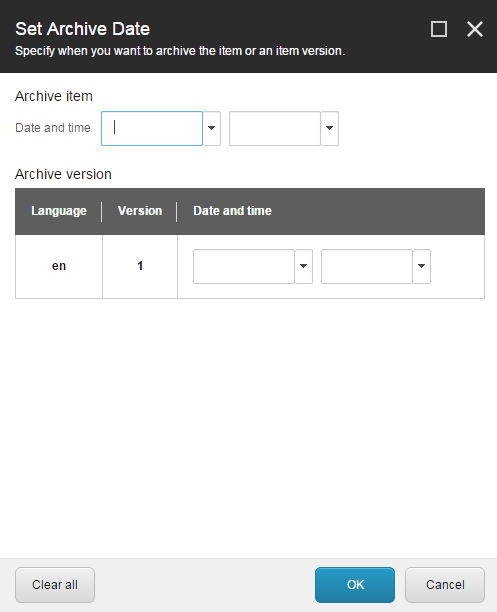 Set Archive Date
Specify when you want to archive the item or an item version.
Archive item
Date and time
Archive version
Language Version Date and time
en 1
Clear all OK Cancel